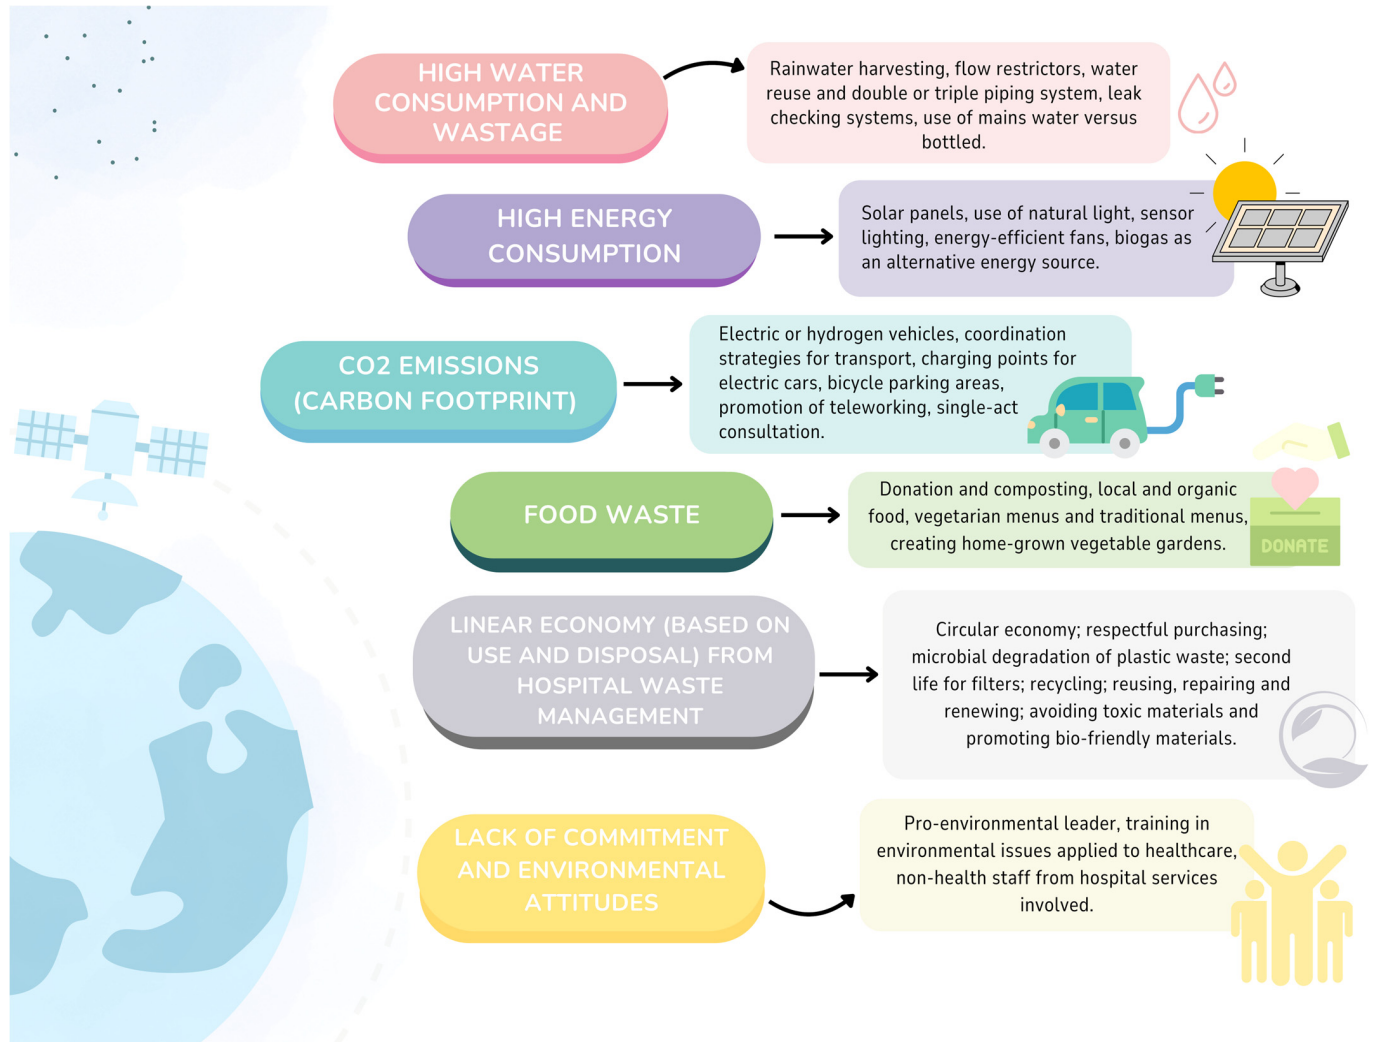 HIGH WATER
CONSUMPTION AND
WASTAGE
Rainwater harvesting, flow restrictors, water
reuse and double or triple piping system, leak
checking systems, use of mains water versus
bottled.
HIGH ENERGY
CONSUMPTION
Solar panels, use of natural light, sensor
lighting, energy-efficient fans, biogas as
an alternative energy source.
CO2 EMISSIONS
(CARBON FOOTPRINT)
Electric or hydrogen vehicles, coordination
strategies for transport, charging points for
electric cars, bicycle parking areas,
promotion of teleworking, single-act
consultation.
FOOD WASTE
Donation and composting, local and organic
food, vegetarian menus and traditional menus,
creating home-grown vegetable gardens.
DONATE
LINEAR ECONOMY (BASED ON
USE AND DISPOSAL) FROM
HOSPITAL WASTE
MANAGEMENT
Circular economy; respectful purchasing;
microbial degradation of plastic waste; second
life for filters; recycling; reusing, repairing and
renewing; avoiding toxic materials and
promoting bio-friendly materials.
LACK OF COMMITMENT
AND ENVIRONMENTAL
ATTITUDES
Pro-environmental leader, training in
environmental issues applied to healthcare,
non-health staff from hospital services
involved.